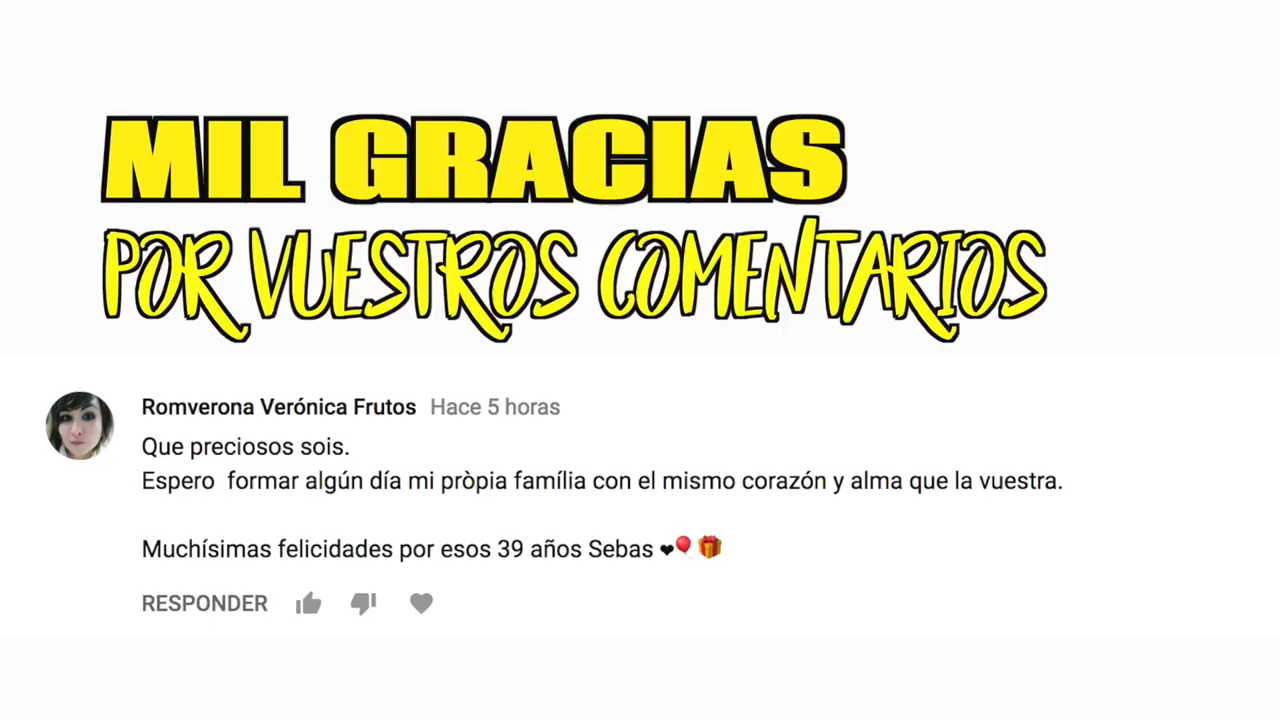 MIL GRACIAS
POR VUESTROS COMENTARIOS
Romverona Verónica Frutos Hace 5 horas
Que preciosos sois.
Espero  formar algún día mi pròpia família con el mismo corazón y alma que la vuestra.
Muchísimas felicidades por esos 39 años Sebas ❤🎈🎁
RESPONDER